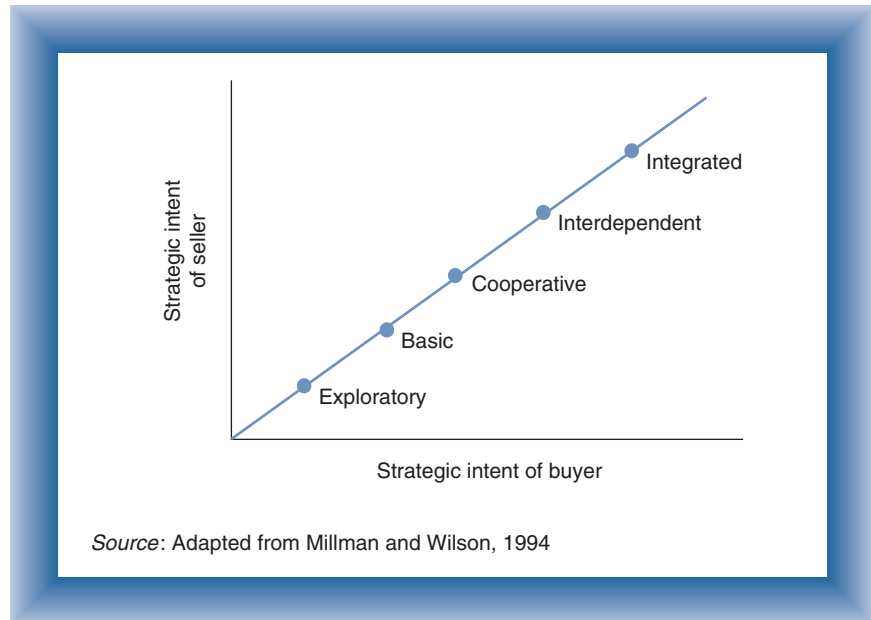 Strategic intent
of seller
Integrated
Interdependent
Cooperative
Basic
Exploratory
Strategic intent of buyer
Source: Adapted from Millman and Wilson, 1994